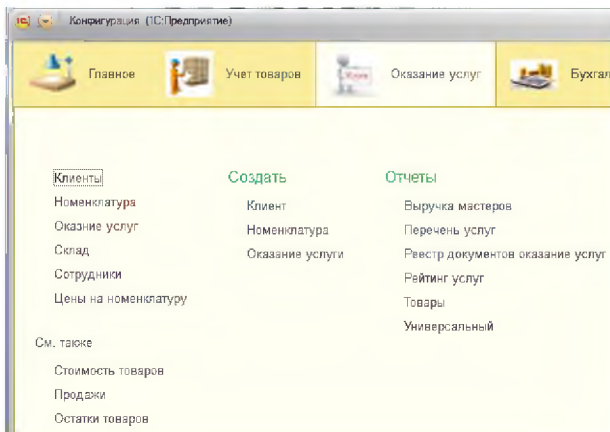 Конфигурация (1С:Предприятие)
Главное
Учет товаров
Оказание услуг
Бухгал
Клиенты
Номенклатура
Оказние услуг
Склад
Сотрудники
Цены на номенклатуру
См. также
Стоимость товаров
Продажи
Остатки товаров
Создать
Клиент
Номенклатура
Оказание услуги
Отчеты
Выручка мастеров
Перечень услуг
Реестр документов оказание услуг
Рейтинг услуг
Товары
Универсальный